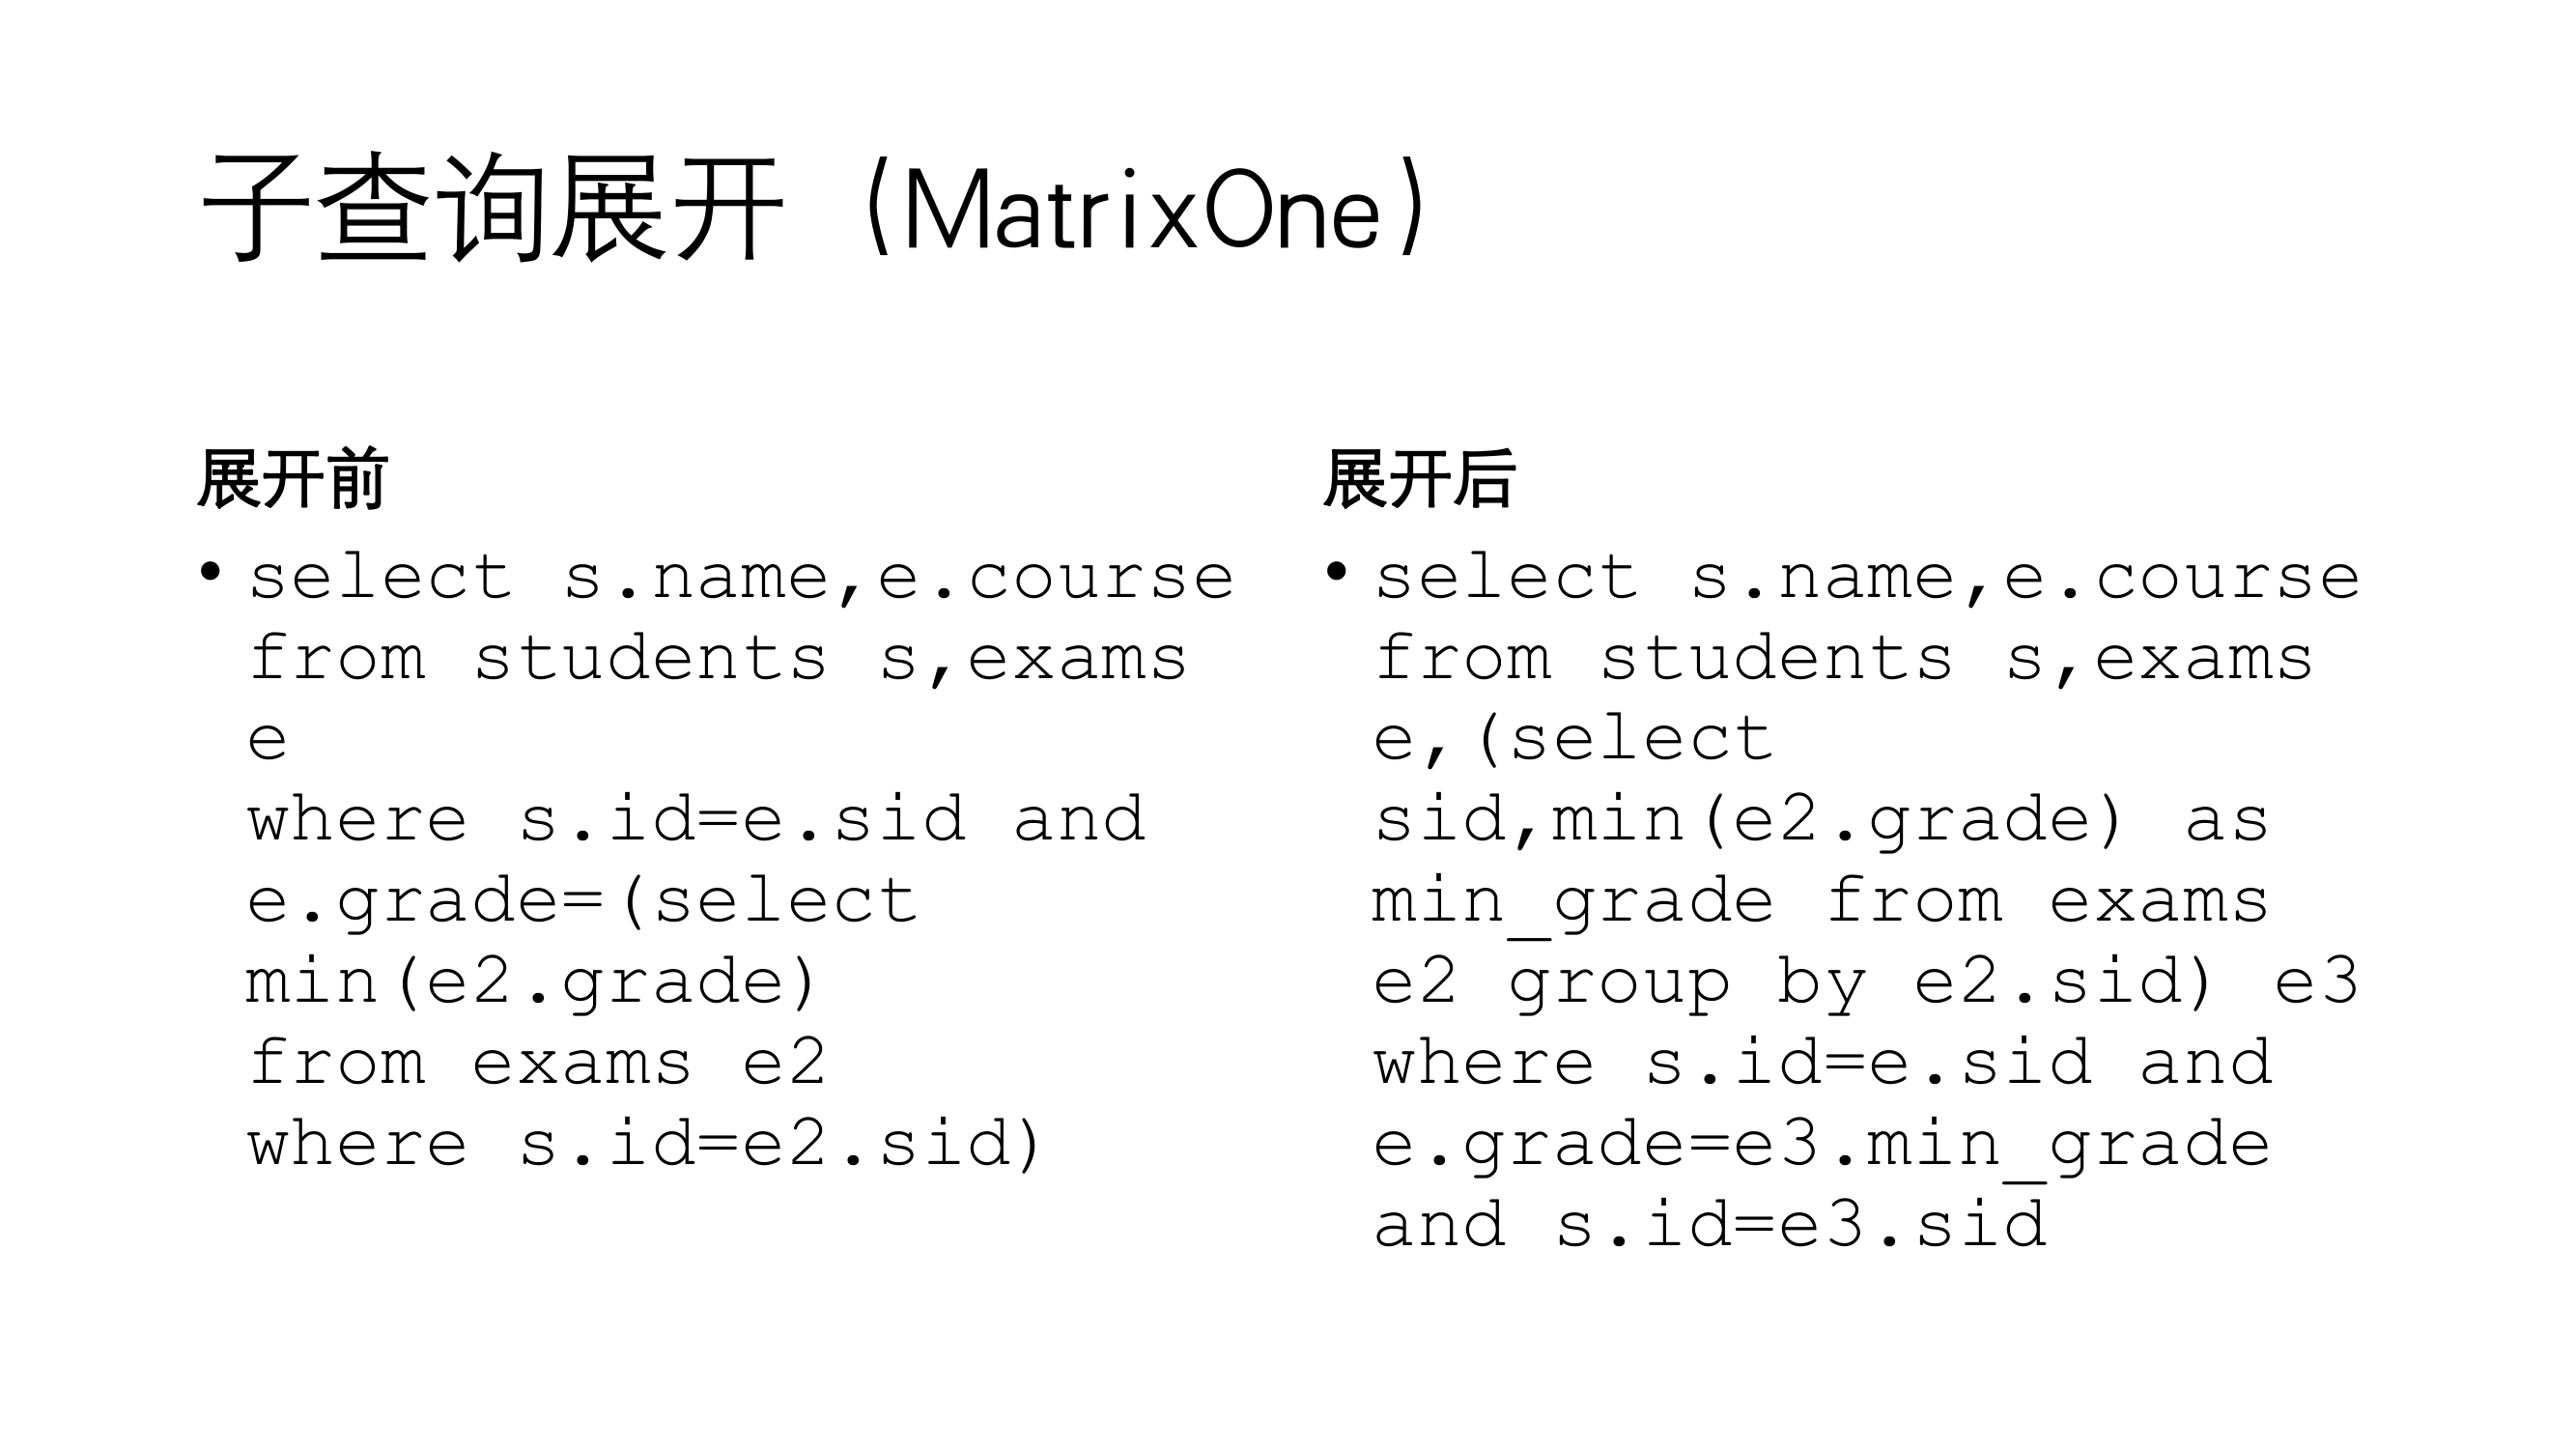 子查询展开（MatrixOne）
展开前
• select s.name,e.course
from students s,exams
e
where s.id=e.sid and
e.grade=(select
min(e2.grade)
from exams e2
where s.id=e2.sid)
展开后
• select s.name,e.course
from students s,exams
e,(select
sid,min(e2.grade) as
min_grade from exams
e2 group by e2.sid) e3
where s.id=e.sid and
e.grade=e3.min_grade
and s.id=e3.sid